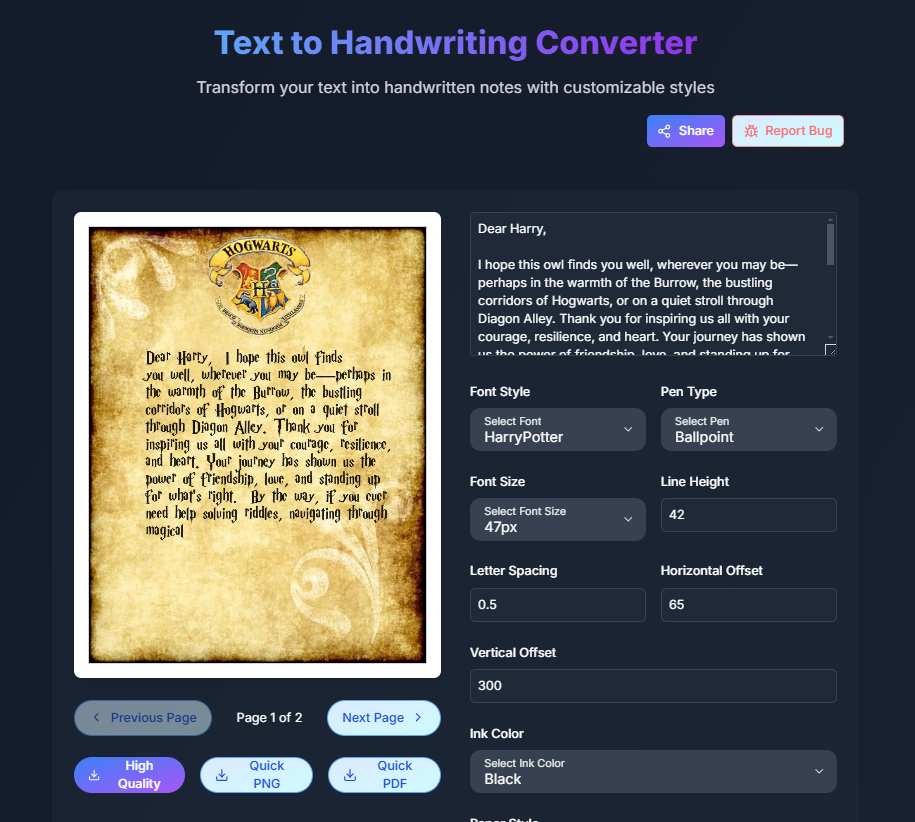 Text to Handwriting Converter
Transform your text into handwritten notes with customizable styles
Share
Report Bug
HOGWARTS
Dear Harry, I hope this owl finds
you well, wherever you may be—perhaps in
the warmth of the Burrow, the bustling
corridors of Hogwarts, or on a quiet stroll
through Diagon Alley. Thank you for
inspiring us all with your courage, resilience,
and heart. Your journey has shown us the
power of friendship, love, and standing up
for what's right. By the way, if you ever
need help solving riddles, navigating through
magical
Previous Page
Page 1 of 2
Next Page
High
Quality
Quick
PNG
Quick
PDF
Dear Harry,
I hope this owl finds you well, wherever you may be—
perhaps in the warmth of the Burrow, the bustling
corridors of Hogwarts, or on a quiet stroll through
Diagon Alley. Thank you for inspiring us all with your
courage, resilience, and heart. Your journey has shown
us the power of friendship, love, and standing up for
Font Style
Select Font
HarryPotter
Pen Type
Select Pen
Ballpoint
Font Size
Select Font Size
47px
Line Height
42
Letter Spacing
0.5
Horizontal Offset
65
Vertical Offset
300
Ink Color
Select Ink Color
Black
Paper Style